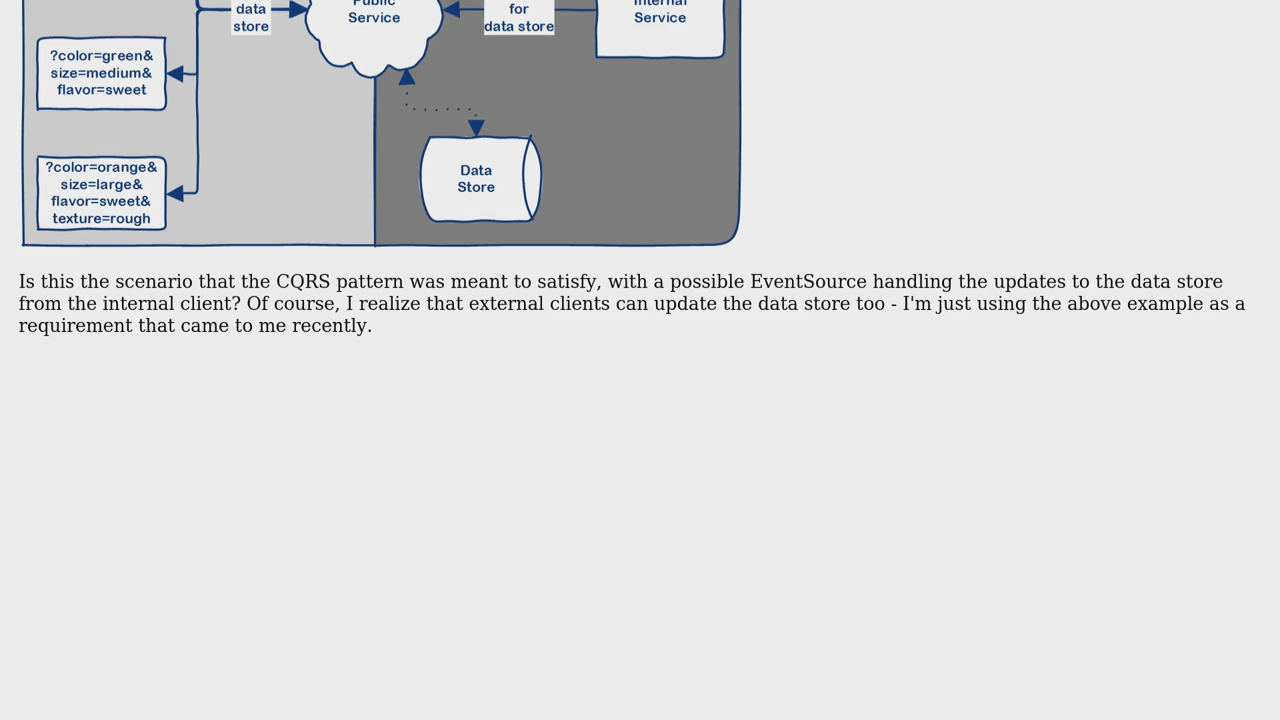 Public
Service
data
store
for
data store
Internal
Service
?color=green&
size=medium&
flavor=sweet
?color=orange&
size=large&
flavor=sweet&
texture=rough
Data
Store
Is this the scenario that the CQRS pattern was meant to satisfy, with a possible EventSource handling the updates to the data store
from the internal client? Of course, I realize that external clients can update the data store too - I'm just using the above example as a
requirement that came to me recently.